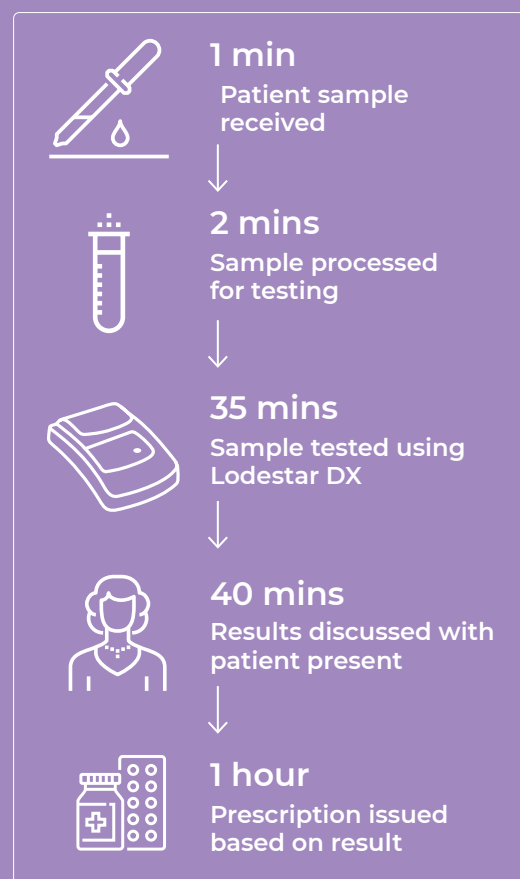 1 min
Patient sample
received
2 mins
Sample processed
for testing
35 mins
Sample tested using
Lodestar DX
40 mins
Results discussed with
patient present
1 hour
Prescription issued
based on result